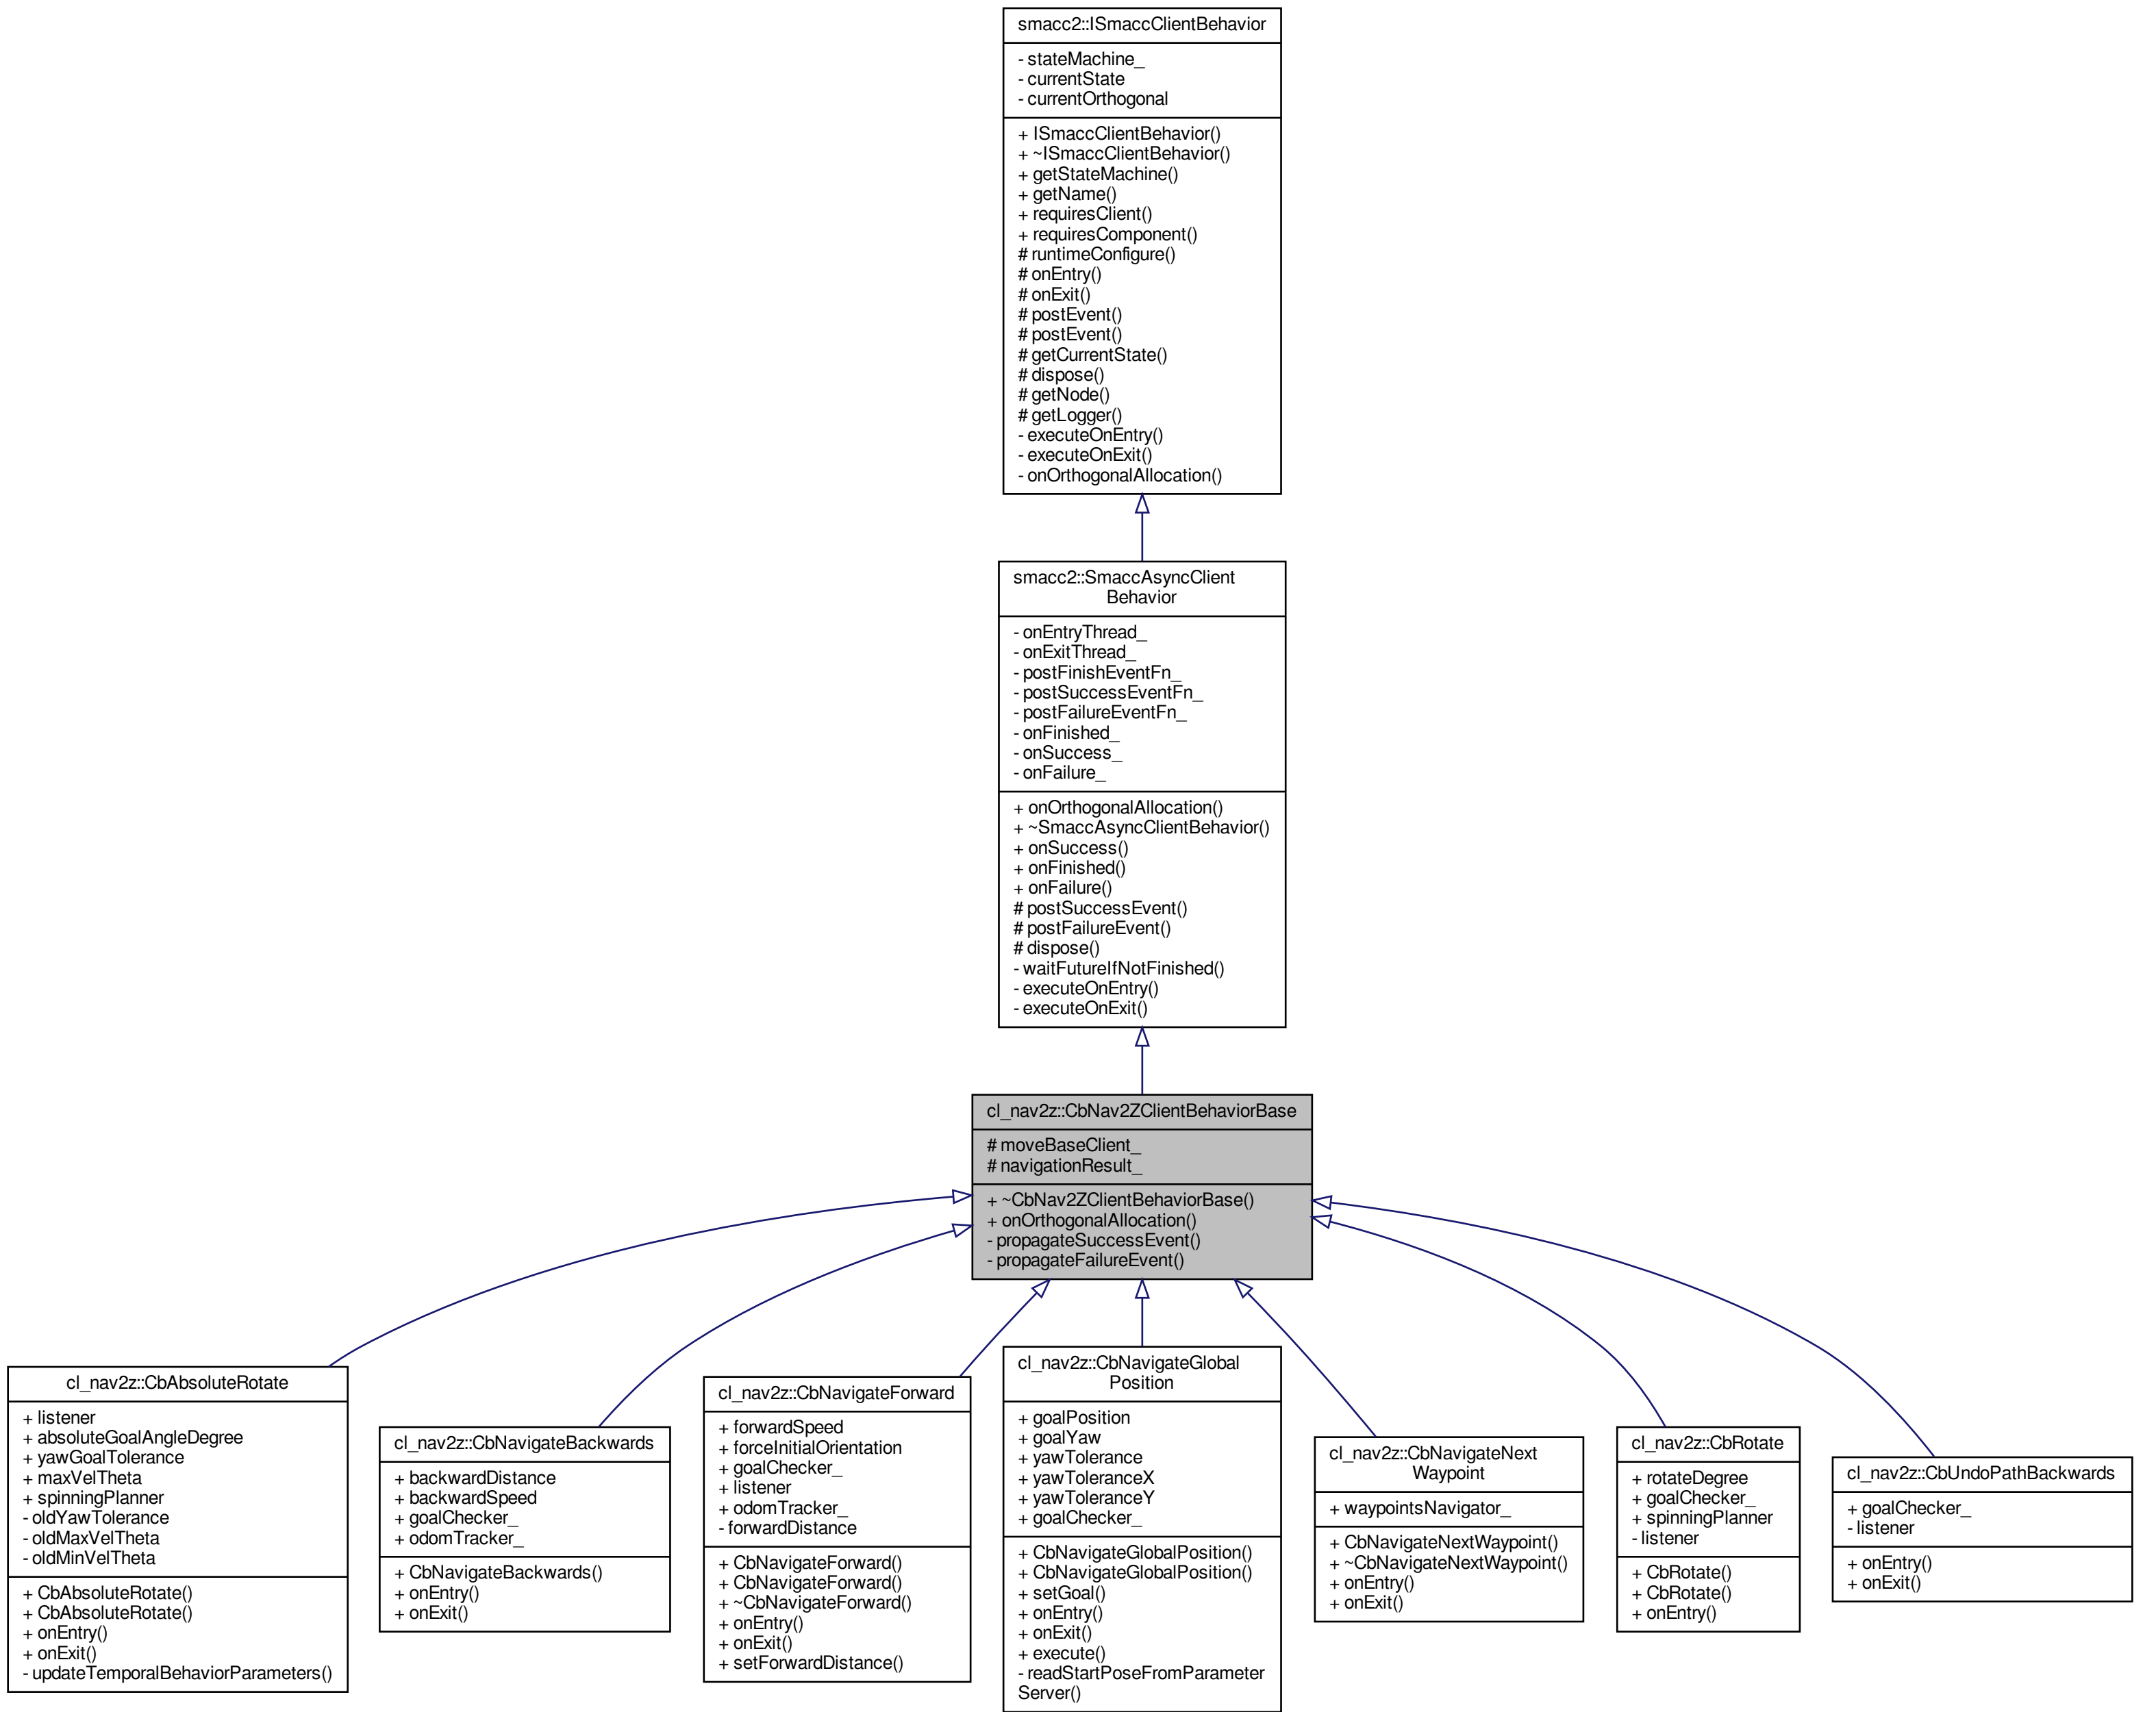 smacc2::ISmaccClientBehavior
- stateMachine_
- currentState
- currentOrthogonal
+ ISmaccClientBehavior()
+ ~ISmaccClientBehavior()
+ getStateMachine()
+ getName()
+ requiresClient()
+ requiresComponent()
# runtimeConfigure()
# onEntry()
# onExit()
# postEvent()
# postEvent()
# getCurrentState()
# dispose()
# getNode()
# getLogger()
- executeOnEntry()
- executeOnExit()
- onOrthogonalAllocation()
smacc2::SmaccAsyncClient
Behavior
- onEntryThread_
- onExitThread_
- postFinishEventFn_
- postSuccessEventFn_
- postFailureEventFn_
- onFinished_
- onSuccess_
- onFailure_
+ onOrthogonalAllocation()
+ ~SmaccAsyncClientBehavior()
+ onSuccess()
+ onFinished()
+ onFailure()
# postSuccessEvent()
# postFailureEvent()
# dispose()
- waitFutureIfNotFinished()
- executeOnEntry()
- executeOnExit()
cl_nav2z::CbNav2ZClientBehaviorBase
# moveBaseClient_
# navigationResult_
+ ~CbNav2ZClientBehaviorBase()
+ onOrthogonalAllocation()
- propagateSuccessEvent()
- propagateFailureEvent()
cl_nav2z::CbAbsoluteRotate
+ listener
+ absoluteGoalAngleDegree
+ yawGoalTolerance
+ maxVelTheta
+ spinningPlanner
- oldYawTolerance
- oldMaxVelTheta
- oldMinVelTheta
+ CbAbsoluteRotate()
+ CbAbsoluteRotate()
+ onEntry()
+ onExit()
- updateTemporalBehaviorParameters()
cl_nav2z::CbNavigateBackwards
+ backwardDistance
+ backwardSpeed
+ goalChecker_
+ odomTracker_
+ CbNavigateBackwards()
+ onEntry()
+ onExit()
cl_nav2z::CbNavigateForward
+ forwardSpeed
+ forceInitialOrientation
+ goalChecker_
+ listener
+ odomTracker_
- forwardDistance
+ CbNavigateForward()
+ CbNavigateForward()
+ ~CbNavigateForward()
+ onEntry()
+ onExit()
+ setForwardDistance()
cl_nav2z::CbNavigateGlobal
Position
+ goalPosition
+ goalYaw
+ yawTolerance
+ yawToleranceX
+ yawToleranceY
+ goalChecker_
+ CbNavigateGlobalPosition()
+ CbNavigateGlobalPosition()
+ setGoal()
+ onEntry()
+ onExit()
+ execute()
- readStartPoseFromParameter
Server()
cl_nav2z::CbNavigateNext
Waypoint
+ waypointsNavigator_
+ CbNavigateNextWaypoint()
+ ~CbNavigateNextWaypoint()
+ onEntry()
+ onExit()
cl_nav2z::CbRotate
+ rotateDegree
+ goalChecker_
+ spinningPlanner
- listener
+ CbRotate()
+ CbRotate()
+ onEntry()
cl_nav2z::CbUndoPathBackwards
+ goalChecker_
- listener
+ onEntry()
+ onExit()